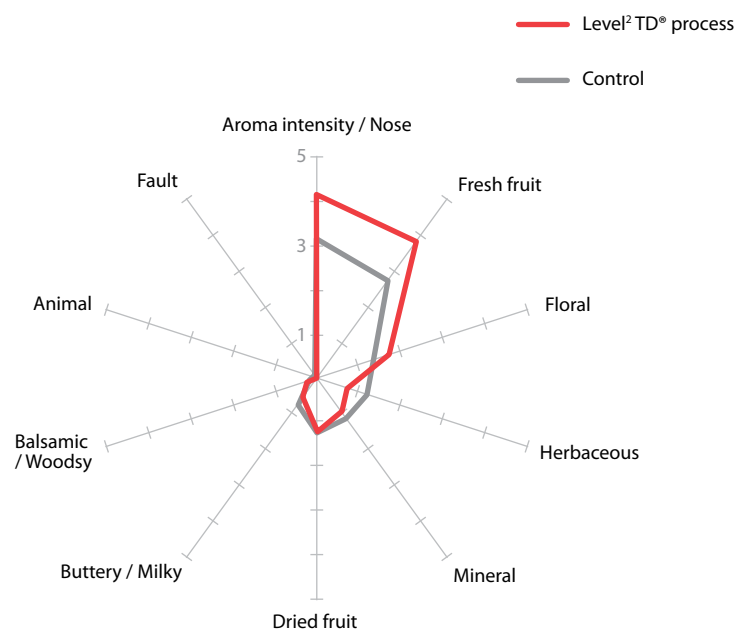 Level² TD® process
Control
Aroma intensity / Nose
5
Fault
Fresh fruit
3
Animal
Floral
1
Balsamic
/ Woodsy
Herbaceous
Buttery / Milky
Mineral
Dried fruit